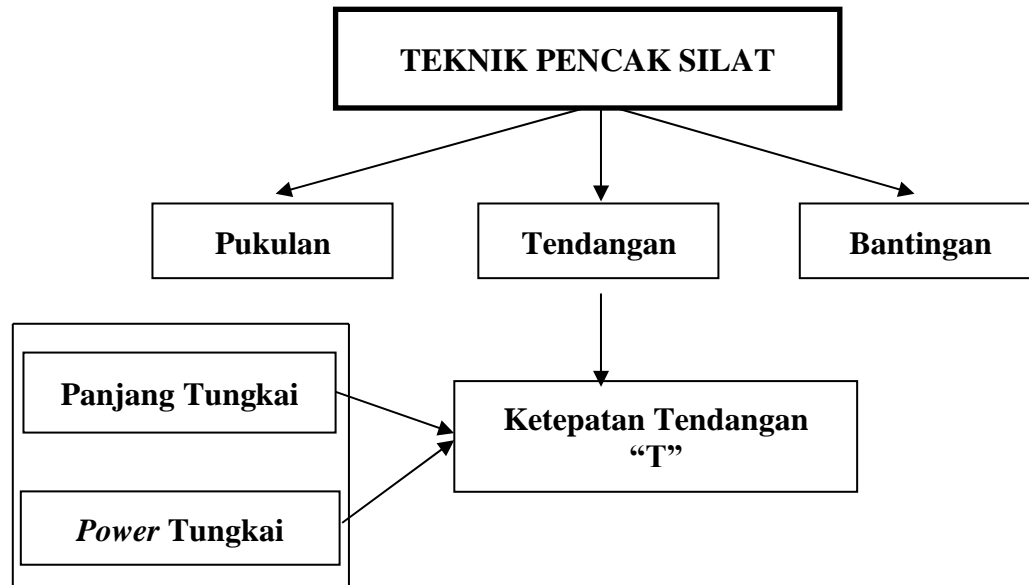 TEKNIK PENCAK SILAT
Pukulan
Tendangan
Bantingan
Panjang Tungkai
Ketepatan Tendangan
“T”
Power Tungkai